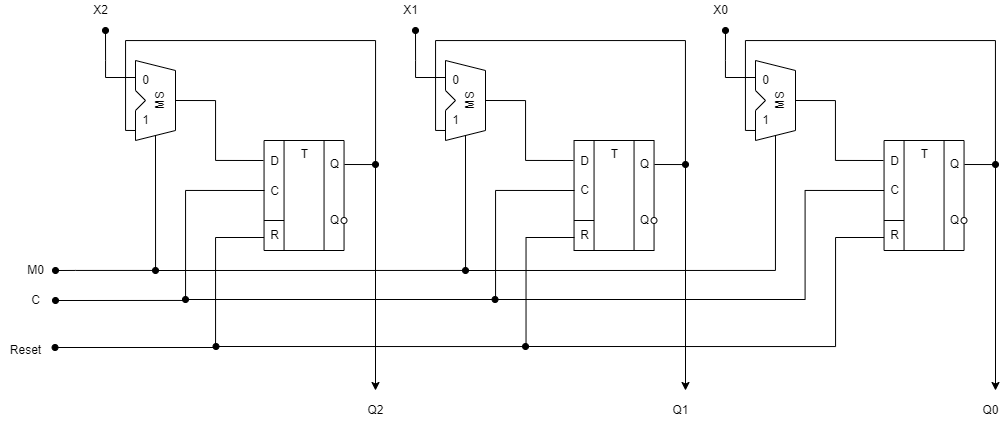 X2 X1 X0
0 0 0
MS MS MS
1 1 1
D T Q D T Q D T Q
C C C
Q Q Q
R R R
M0
C
Reset
Q2 Q1 Q0